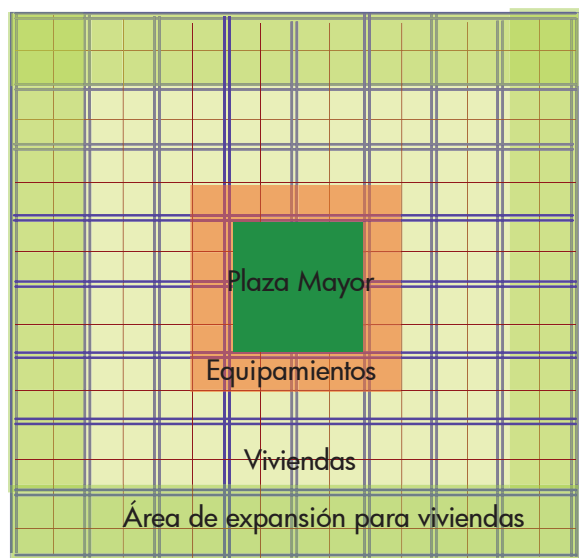 Plaza Mayor
Equipamientos
Viviendas
Área de expansión para viviendas